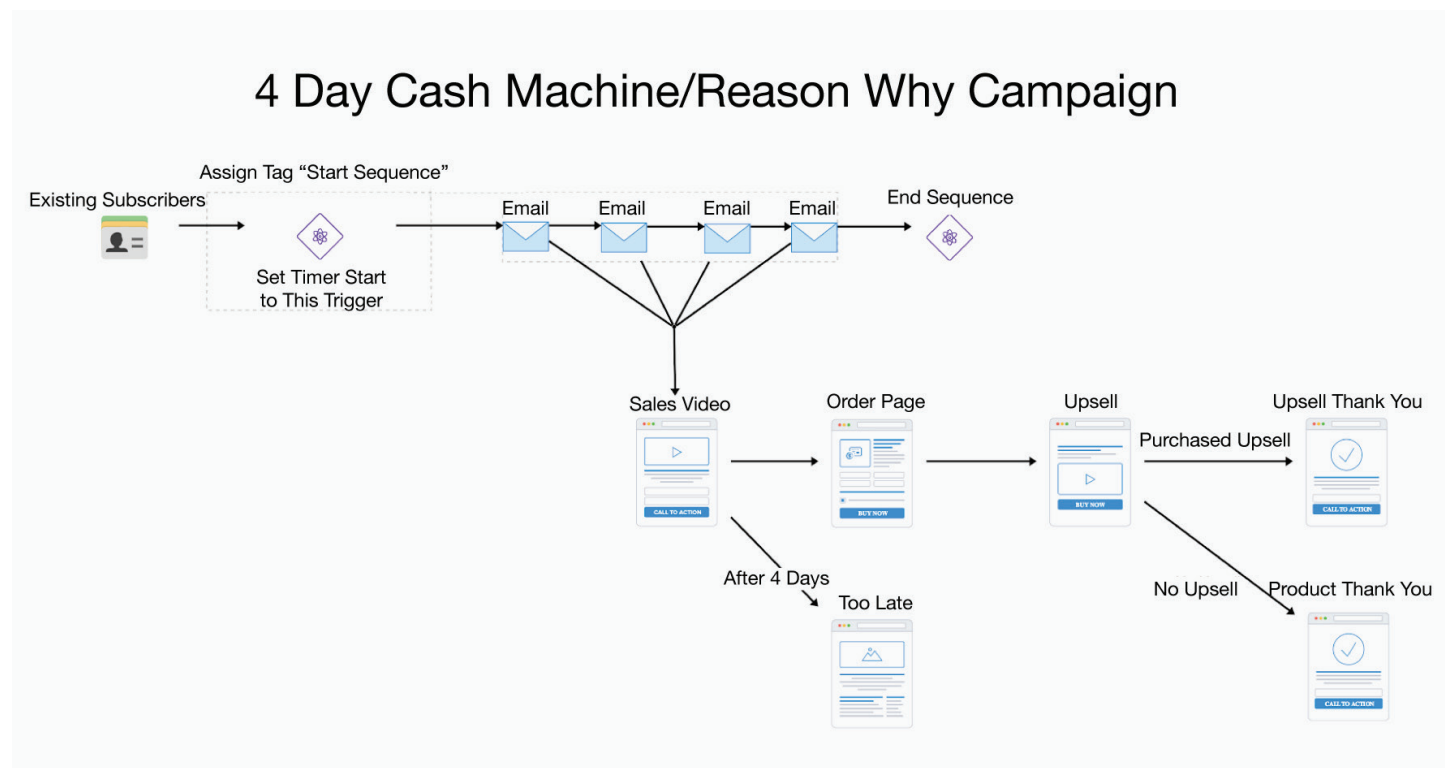 4 Day Cash Machine/Reason Why Campaign
Assign Tag “Start Sequence”
Existing Subscribers
Set Timer Start
to This Trigger
Email
Email
Email
Email
End Sequence
Sales Video
CALL TO ACTION
Order Page
BUY NOW
Upsell
BUY NOW
Purchased Upsell
Upsell Thank You
CALL TO ACTION
After 4 Days
Too Late
No Upsell
Product Thank You
CALL TO ACTION